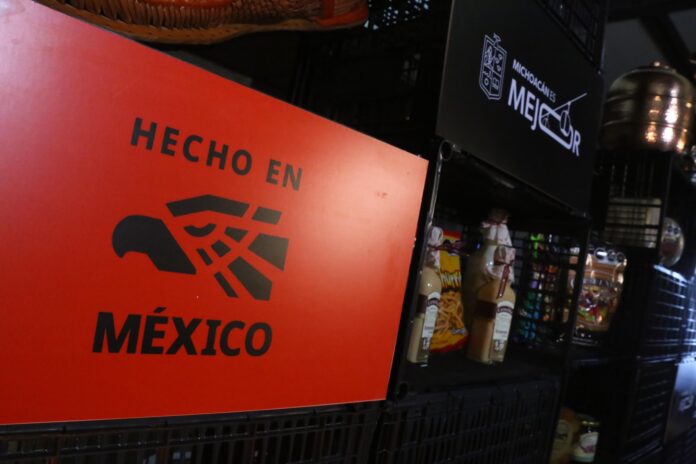 HECHO EN
MÉXICO
MICHOACÁN ES
MEJOR